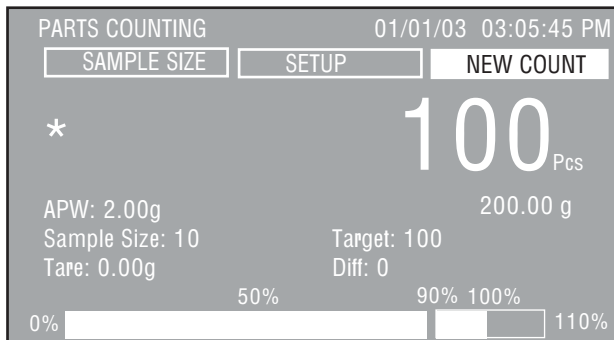 PARTS COUNTING 01/01/03 03:05:45 PM
SAMPLE SIZE SETUP NEW COUNT
* 100 Pcs
APW: 2.00g 200.00 g
Sample Size: 10 Target: 100
Tare: 0.00g Diff: 0
50% 90% 100%
0% 110%